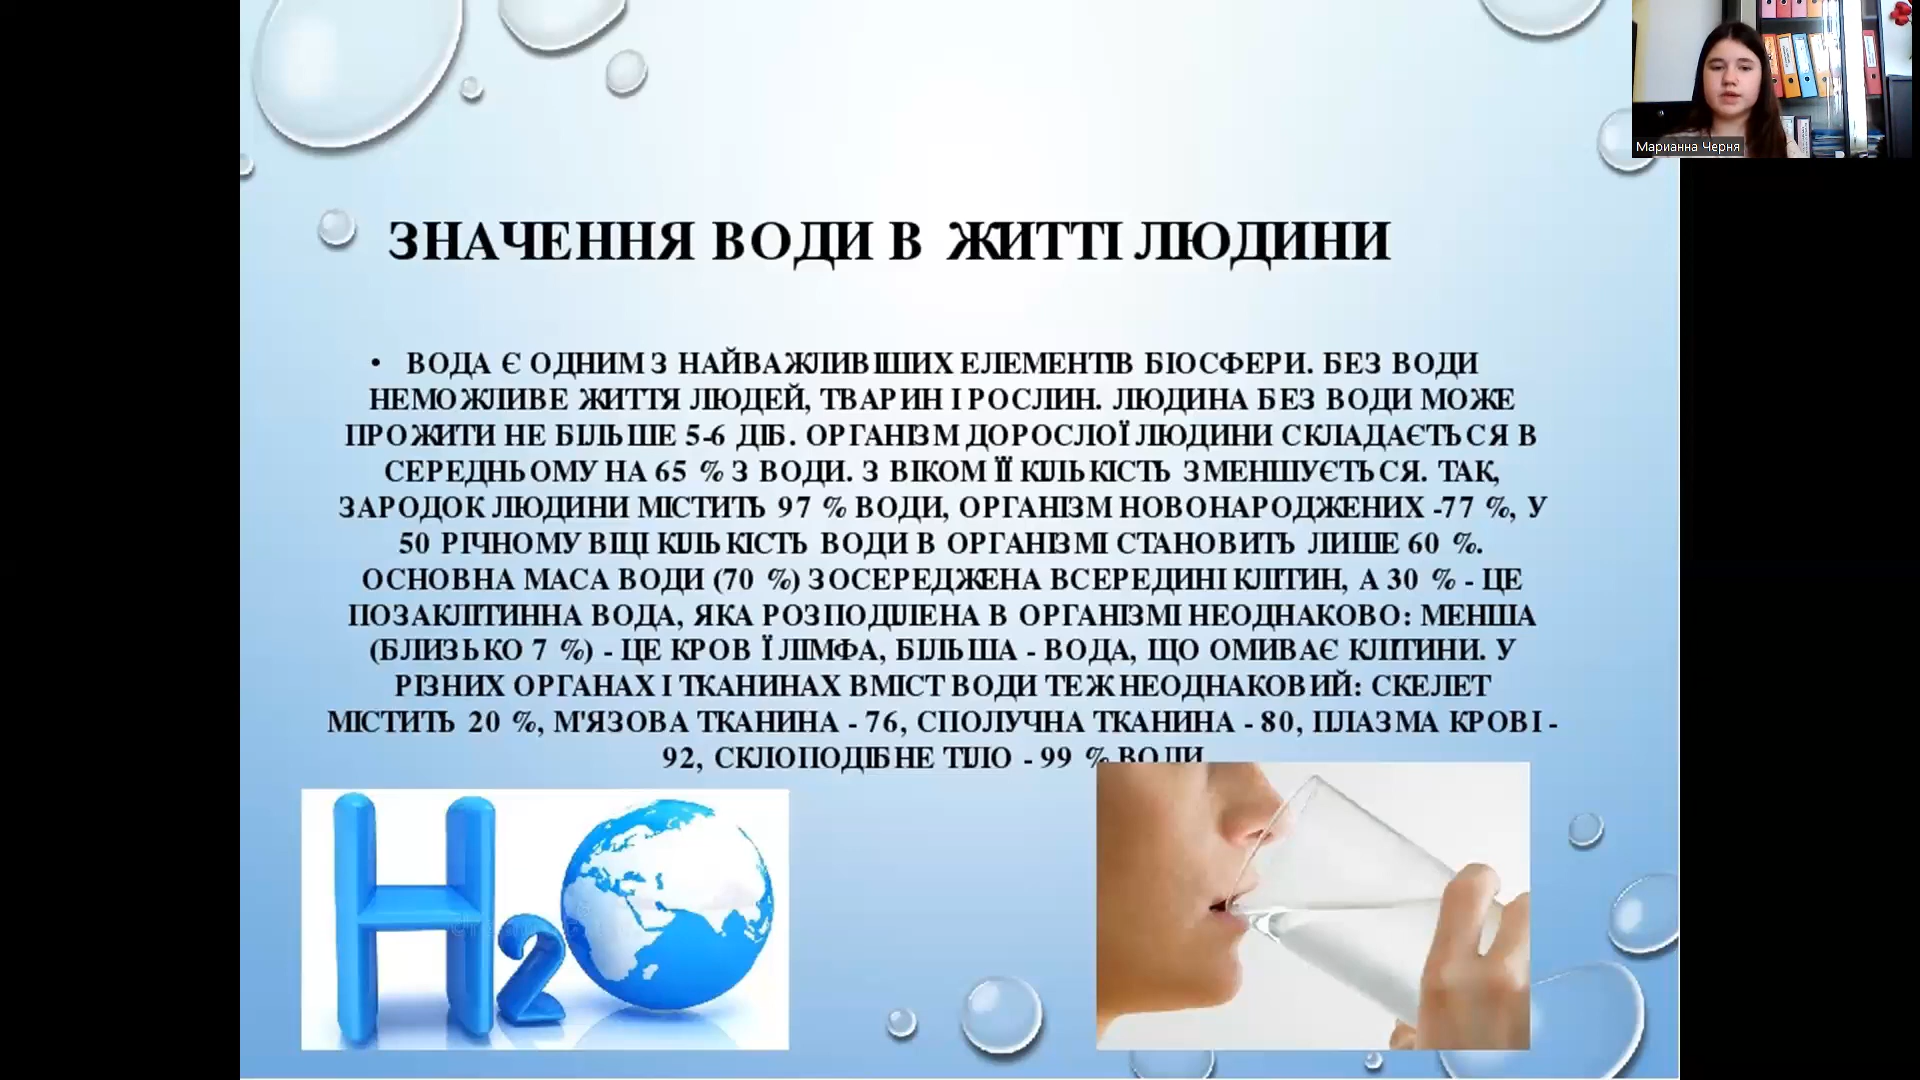 Марианна Черня
ЗНАЧЕННЯ ВОДИ В ЖИТТІ ЛЮДИНИ
• ВОДА Є ОДНИМ З НАЙВАЖЛИВІШИХ ЕЛЕМЕНТІВ БІОСФЕРИ. БЕЗ ВОДИ
НЕМОЖЛИВЕ ЖИТТЯ ЛЮДЕЙ, ТВАРИН І РОСЛИН. ЛЮДИНА БЕЗ ВОДИ МОЖЕ
ПРОЖИТИ НЕ БІЛЬШЕ 5-6 ДІБ. ОРГАНІЗМ ДОРОСЛОЇ ЛЮДИНИ СКЛАДАЄТЬСЯ В
СЕРЕДНЬОМУ НА 65 % З ВОДИ. З ВІКОМ ЇЇ КІЛЬКІСТЬ ЗМЕНШУЄТЬСЯ. ТАК,
ЗАРОДОК ЛЮДИНИ МІСТИТЬ 97 % ВОДИ, ОРГАНІЗМ НОВОНАРОДЖЕНИХ -77 %, У
50 РІЧНОМУ ВІЦІ КІЛЬКІСТЬ ВОДИ В ОРГАНІЗМІ СТАНОВИТЬ ЛИШЕ 60 %.
ОСНОВНА МАСА ВОДИ (70 %) ЗОСЕРЕДЖЕНА ВСЕРЕДИНІ КЛІТИН, А 30 % - ЦЕ
ПОЗАКЛІТИННА ВОДА, ЯКА РОЗПОДІЛЕНА В ОРГАНІЗМІ НЕОДНАКОВО: МЕНША
(БЛИЗЬКО 7 %) - ЦЕ КРОВ Ї ЛІМФА, БІЛЬША - ВОДА, ЩО ОМИВАЄ КЛІТИНИ. У
РІЗНИХ ОРГАНАХ І ТКАНИНАХ ВМІСТ ВОДИ ТЕЖ НЕОДНАКОВИЙ: СКЕЛЕТ
МІСТИТЬ 20 %, М'ЯЗОВА ТКАНИНА - 76, СПОЛУЧНА ТКАНИНА - 80, ПЛАЗМА КРОВІ -
92, СКЛОПОДІБНЕ ТІЛО - 99 % ВОДИ
H2O